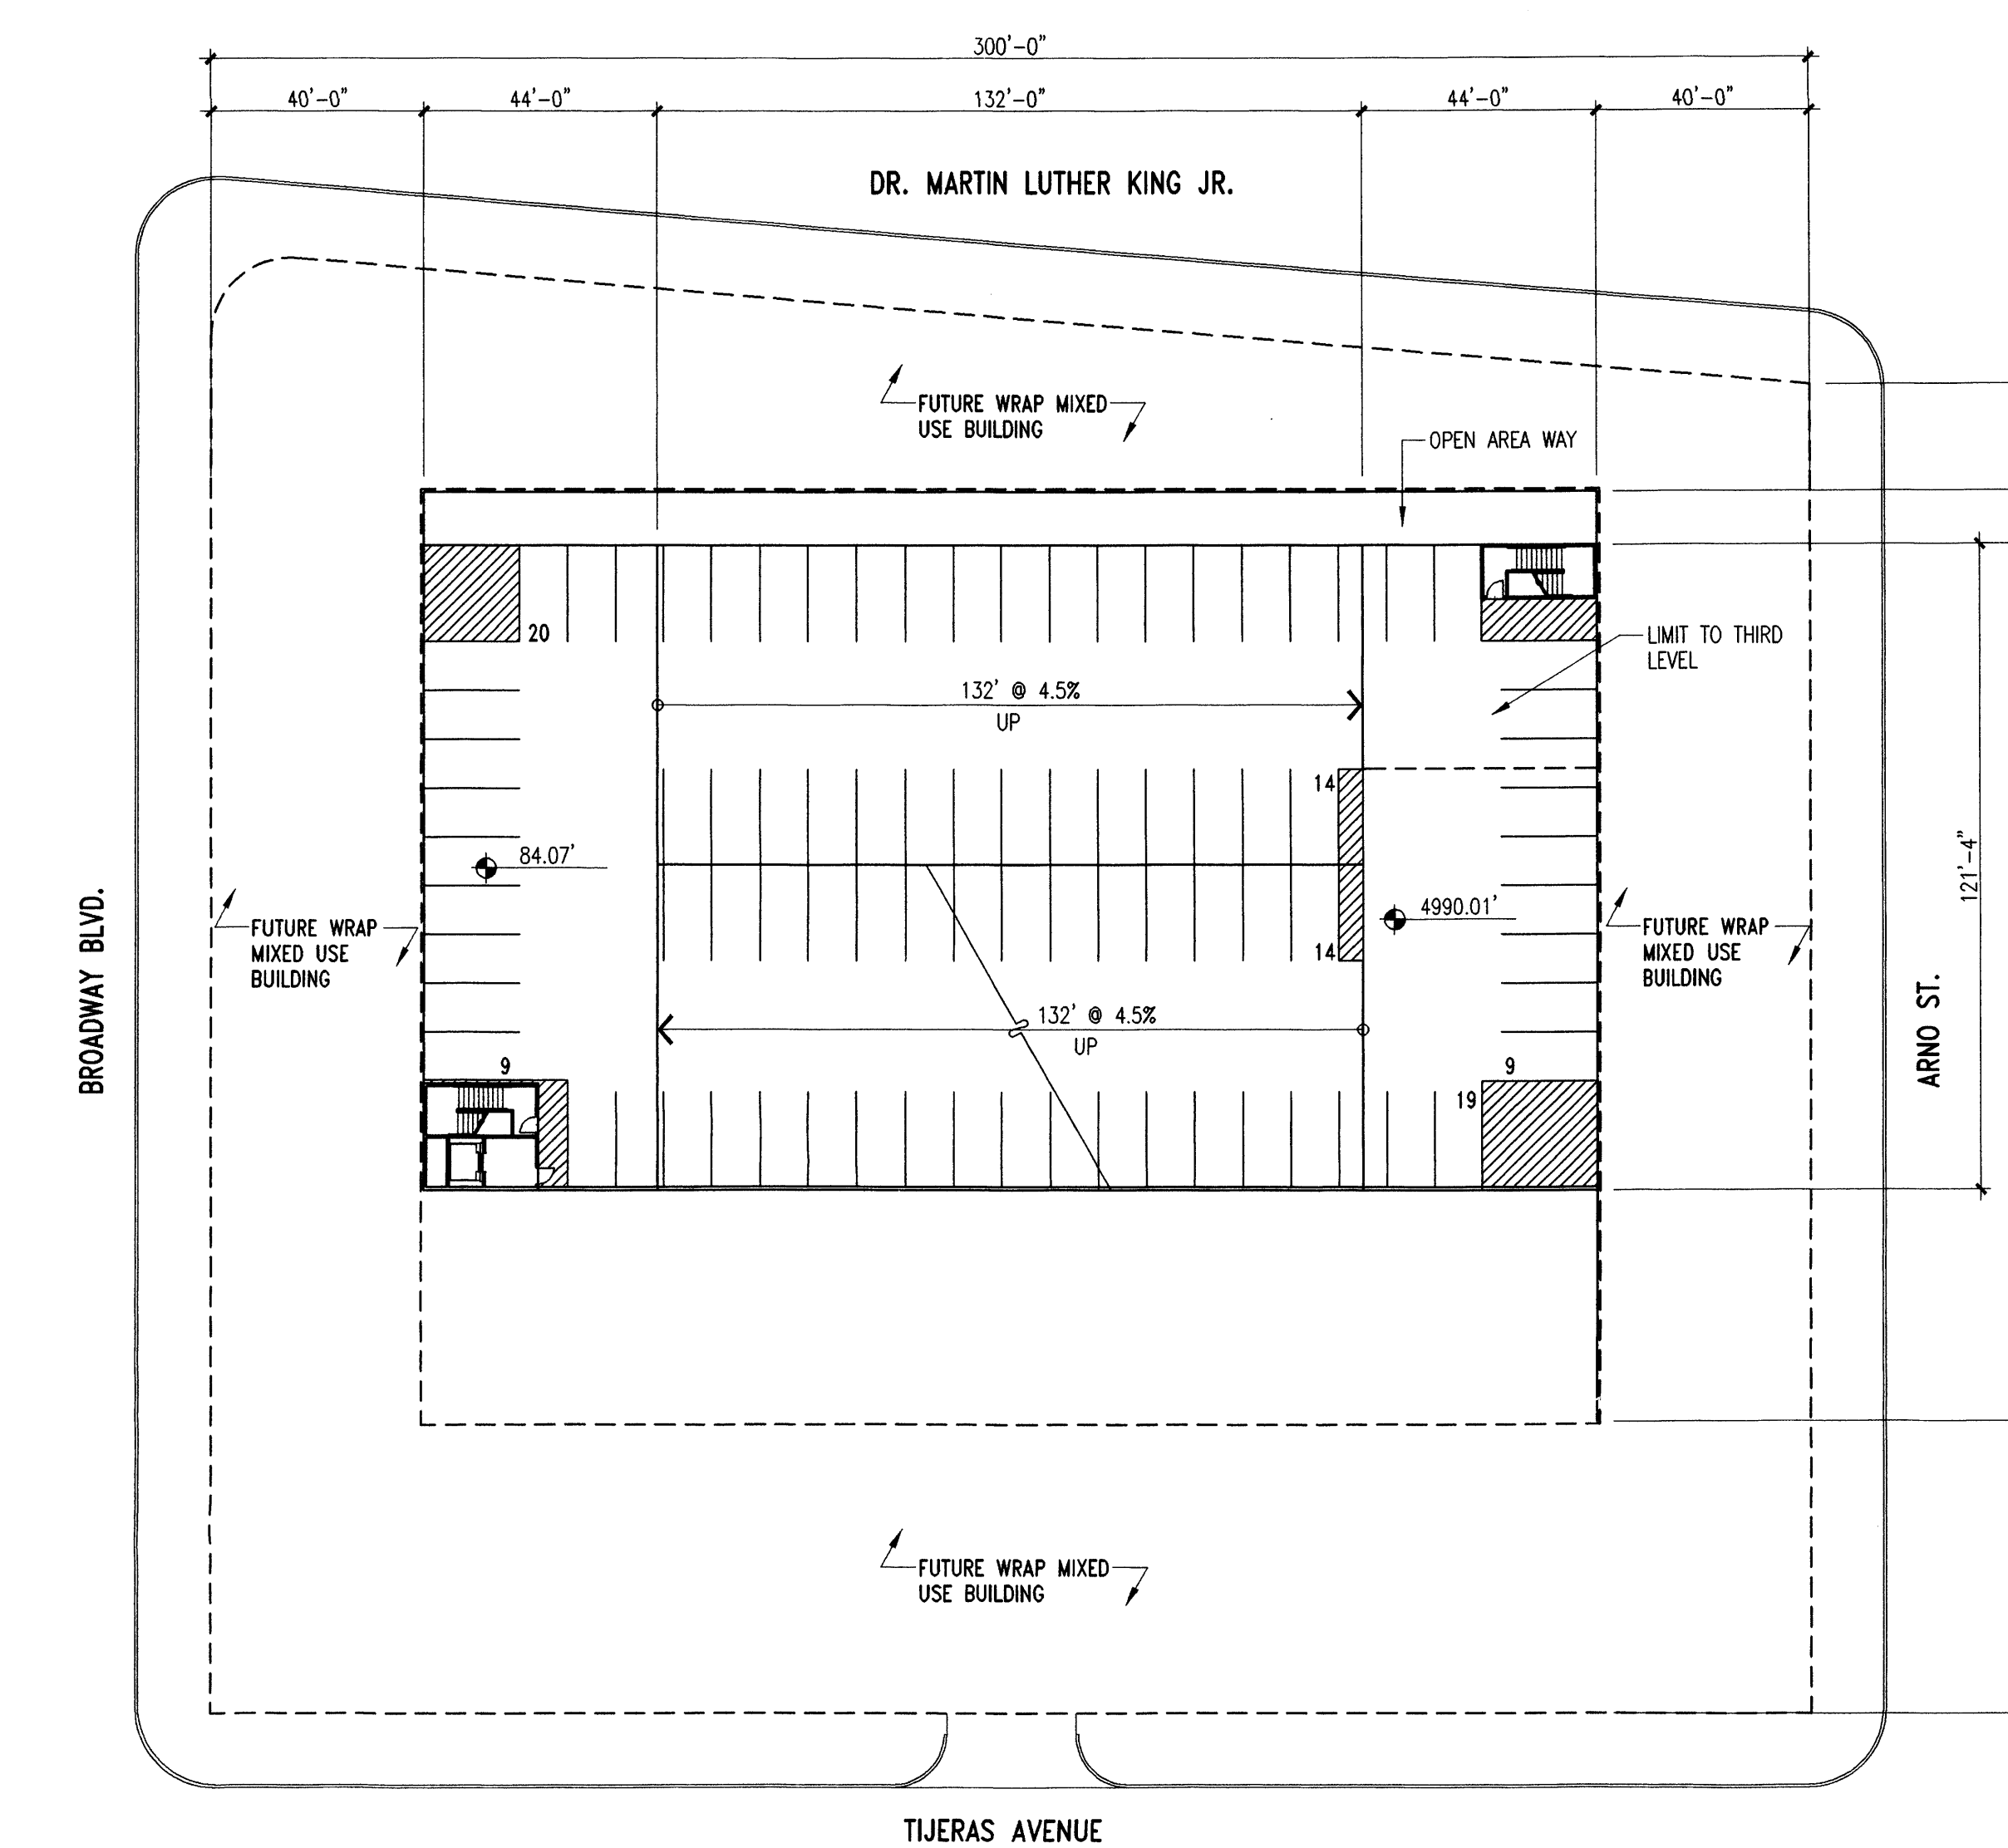 300'-0"
40'-0" 44'-0" 132'-0" 44'-0" 40'-0"
DR. MARTIN LUTHER KING JR.
FUTURE WRAP MIXED
USE BUILDING
OPEN AREA WAY
20
LIMIT TO THIRD
LEVEL
132' @ 4.5%
UP
14
84.07'
121'-4"
BROADWAY BLVD.
FUTURE WRAP
MIXED USE
BUILDING
4990.01'
FUTURE WRAP
MIXED USE
BUILDING
14
132' @ 4.5%
UP
ARNO ST.
9
9
19
FUTURE WRAP MIXED
USE BUILDING
TIJERAS AVENUE